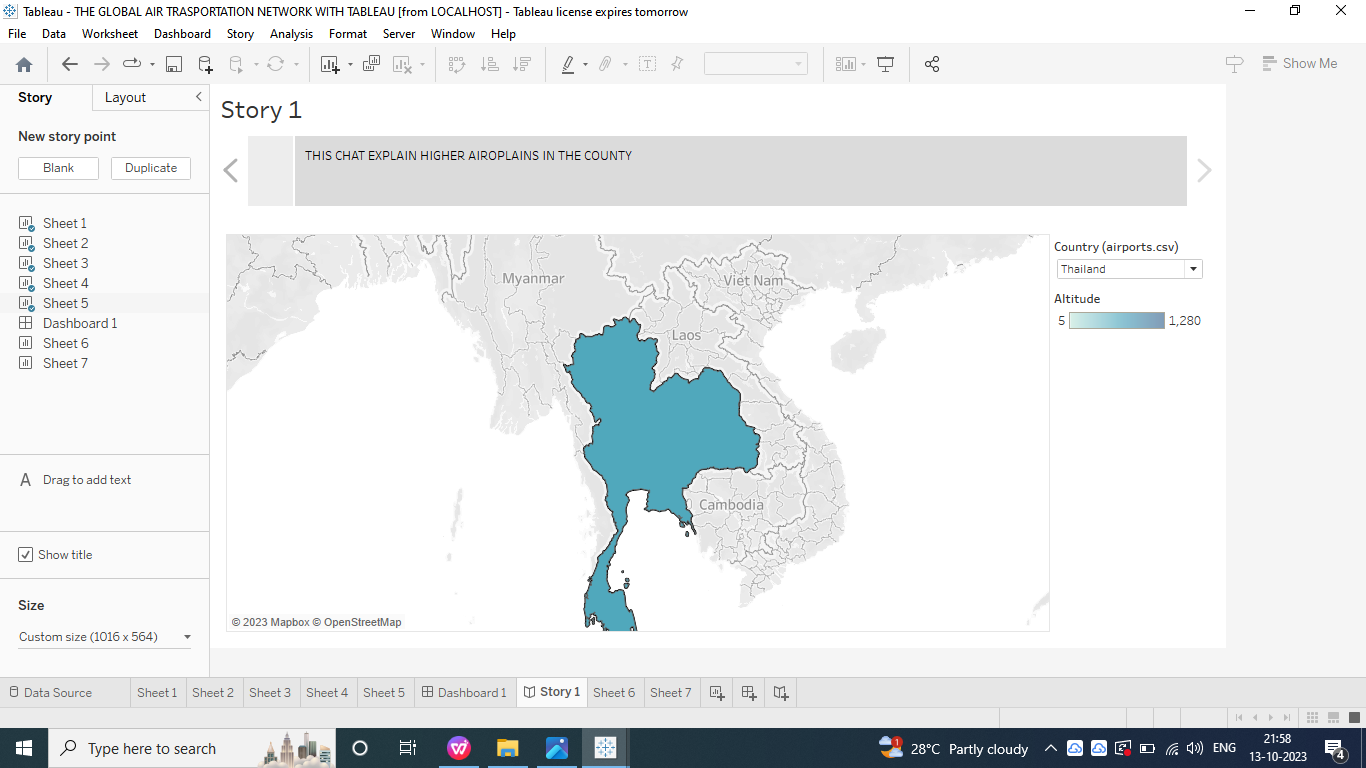 Tableau - THE GLOBAL AIR TRASPORTATION NETWORK WITH TABLEAU [from LOCALHOST] - Tableau license expires tomorrow
File Data Worksheet Dashboard Story Analysis Format Server Window Help
Show Me
Story Layout
New story point
Blank Duplicate
Sheet 1
Sheet 2
Sheet 3
Sheet 4
Sheet 5
Dashboard 1
Sheet 6
Sheet 7
A Drag to add text
Show title
Size
Custom size (1016 x 564)
Story 1
THIS CHAT EXPLAIN HIGHER AIROPLAINS IN THE COUNTY
Myanmar
Viet Nam
Laos
Cambodia
© 2023 Mapbox © OpenStreetMap
Country (airports.csv)
Thailand
Altitude
5 1,280
Data Source Sheet 1 Sheet 2 Sheet 3 Sheet 4 Sheet 5 Dashboard 1 Story 1 Sheet 6 Sheet 7
Type here to search
1 28°C Partly cloudy ENG 21:58
13-10-2023
4